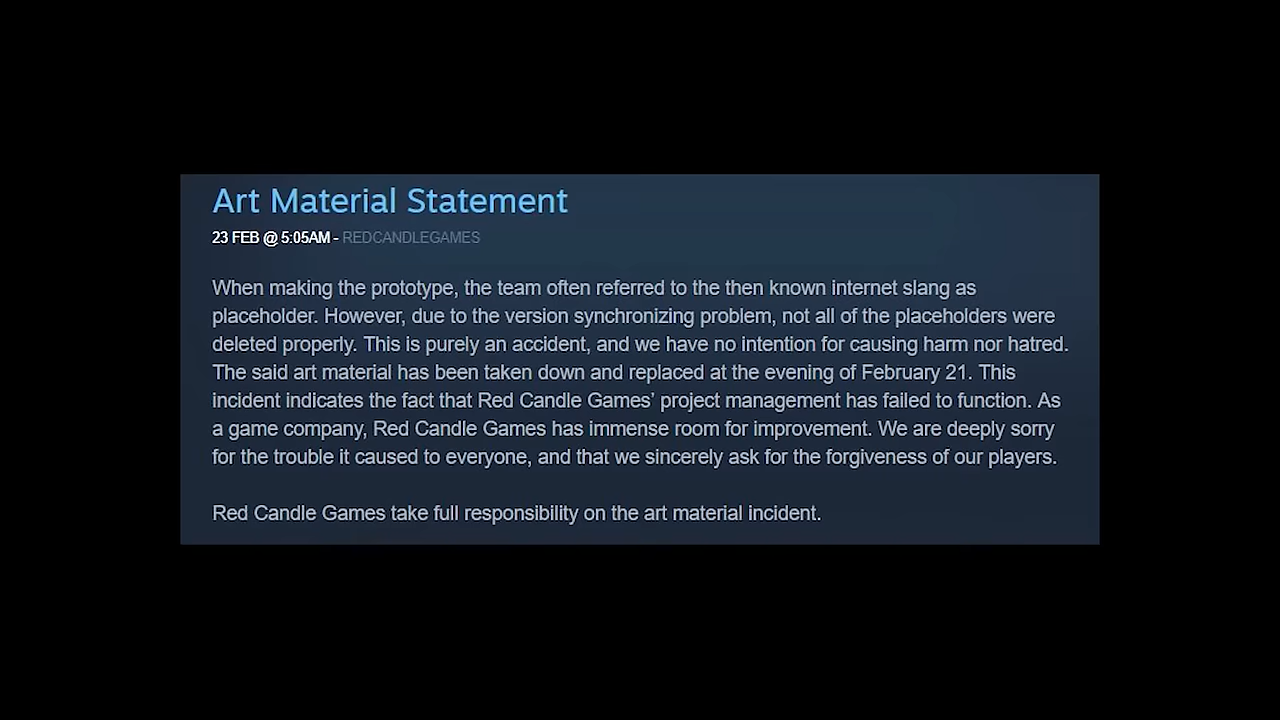 Art Material Statement
23 FEB @ 5:05AM - REDCANDLEGAMES
When making the prototype, the team often referred to the then known internet slang as
placeholder. However, due to the version synchronizing problem, not all of the placeholders were
deleted properly. This is purely an accident, and we have no intention for causing harm nor hatred.
The said art material has been taken down and replaced at the evening of February 21. This
incident indicates the fact that Red Candle Games’ project management has failed to function. As
a game company, Red Candle Games has immense room for improvement. We are deeply sorry
for the trouble it caused to everyone, and that we sincerely ask for the forgiveness of our players.
Red Candle Games take full responsibility on the art material incident.